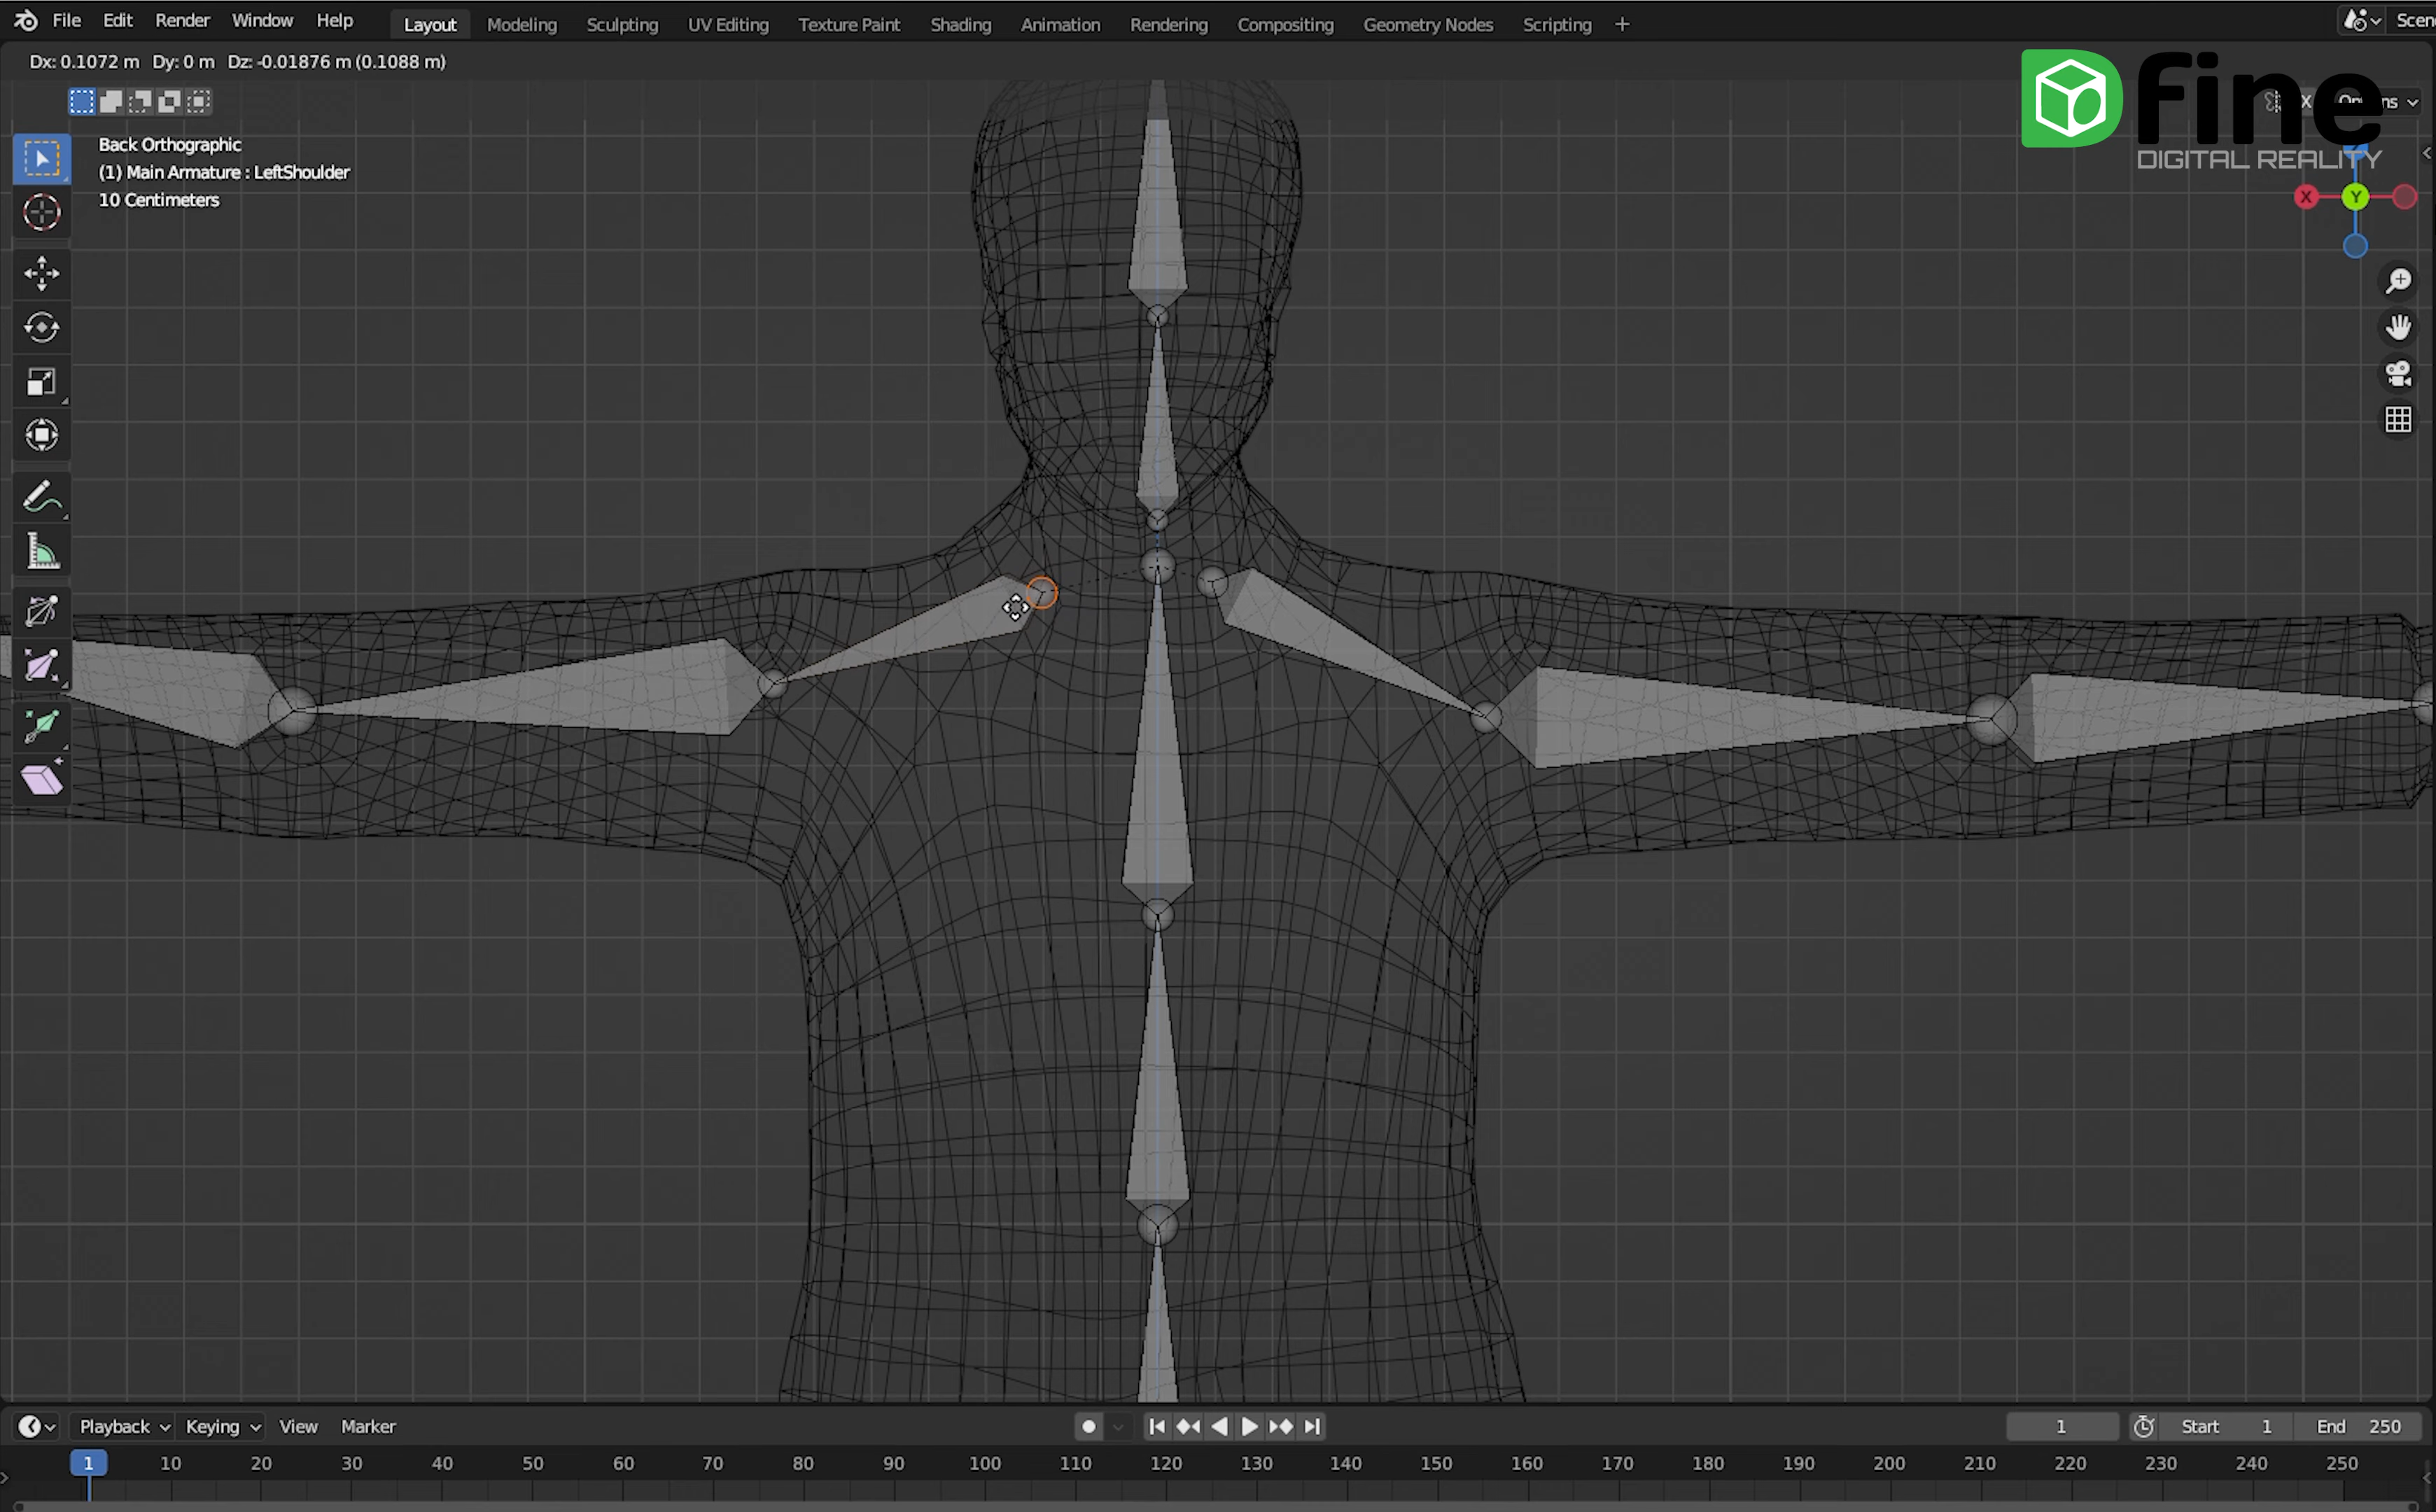 File Edit Render Window Help Layout Modeling Sculpting UV Editing Texture Paint Shading Animation Rendering Compositing Geometry Nodes Scripting + Scen
Dx: 0.1072 m Dy: 0 m Dz: -0.01876 m (0.1088 m)
fine
DIGITAL REALITY
X
Back Orthographic
(1) Main Armature : LeftShoulder
10 Centimeters
X Y
Playback Keying View Marker 1 Start 1 End 250
1 10 20 30 40 50 60 70 80 90 100 110 120 130 140 150 160 170 180 190 200 210 220 230 240 250